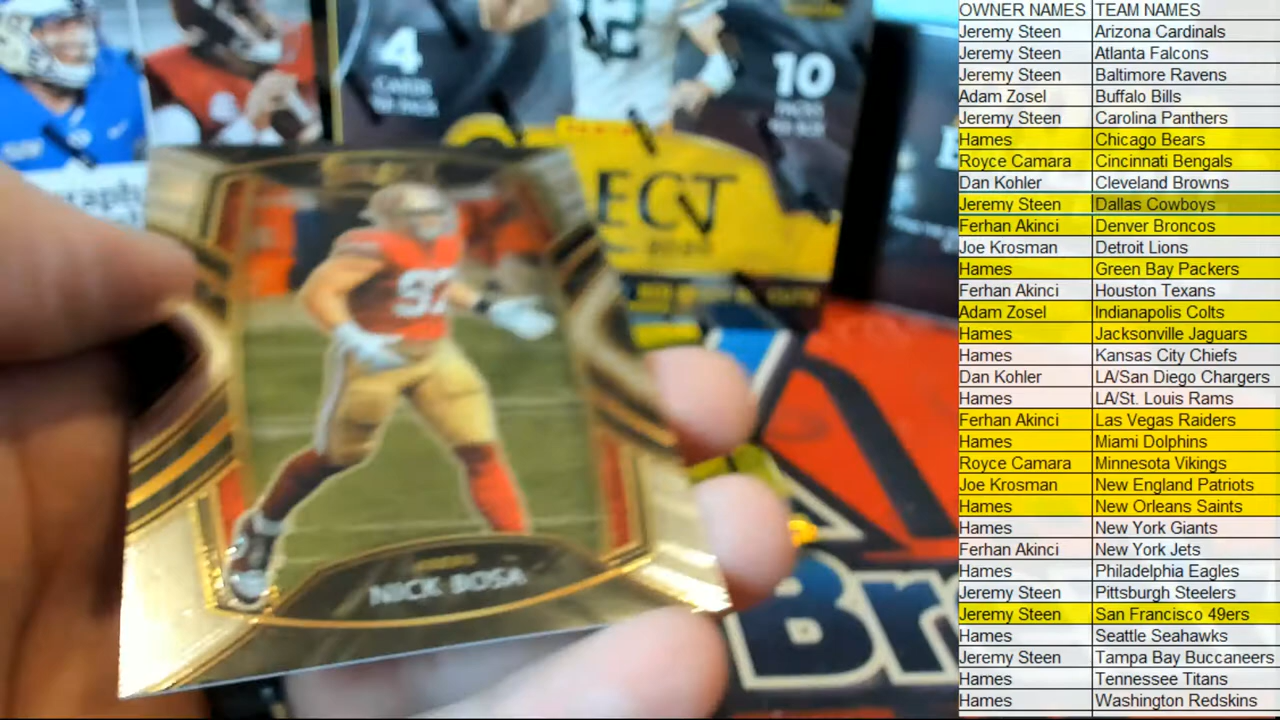 4
CARDS
PER PACK
10
PACKS
PER BOX
ECT
97
NICK BOSA
Br
OWNER NAMES TEAM NAMES
Jeremy Steen Arizona Cardinals
Jeremy Steen Atlanta Falcons
Jeremy Steen Baltimore Ravens
Adam Zosel Buffalo Bills
Jeremy Steen Carolina Panthers
Hames Chicago Bears
Royce Camara Cincinnati Bengals
Dan Kohler Cleveland Browns
Jeremy Steen Dallas Cowboys
Ferhan Akinci Denver Broncos
Joe Krosman Detroit Lions
Hames Green Bay Packers
Ferhan Akinci Houston Texans
Adam Zosel Indianapolis Colts
Hames Jacksonville Jaguars
Hames Kansas City Chiefs
Dan Kohler LA/San Diego Chargers
Hames LA/St. Louis Rams
Ferhan Akinci Las Vegas Raiders
Hames Miami Dolphins
Royce Camara Minnesota Vikings
Joe Krosman New England Patriots
Hames New Orleans Saints
Hames New York Giants
Ferhan Akinci New York Jets
Hames Philadelphia Eagles
Jeremy Steen Pittsburgh Steelers
Jeremy Steen San Francisco 49ers
Hames Seattle Seahawks
Jeremy Steen Tampa Bay Buccaneers
Hames Tennessee Titans
Hames Washington Redskins